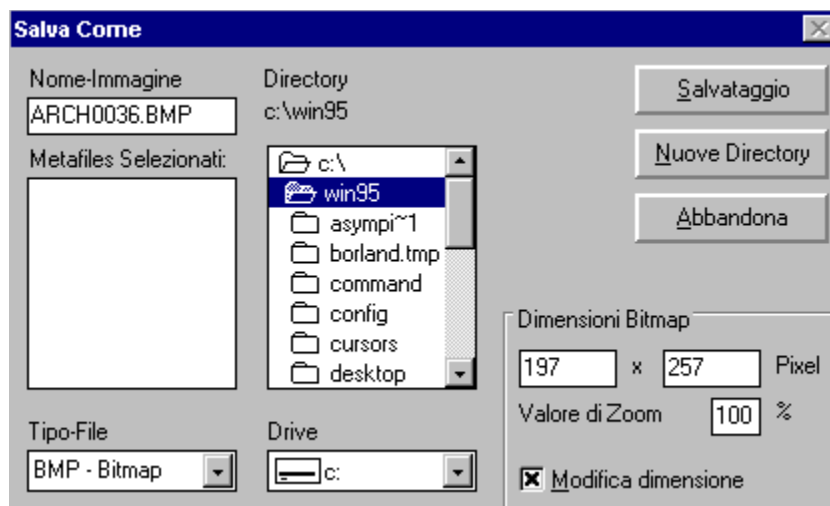 Salva Come
Nome-Immagine
ARCH0036.BMP
Metafiles Selezionati:
Tipo-File
BMP - Bitmap
Directory
c:\win95
c:\
win95
asympi~1
borland.tmp
command
config
cursors
desktop
Drive
c:
Salvataggio
Nuove Directory
Abbandona
Dimensioni Bitmap
197 x 257 Pixel
Valore di Zoom 100 %
Modifica dimensione